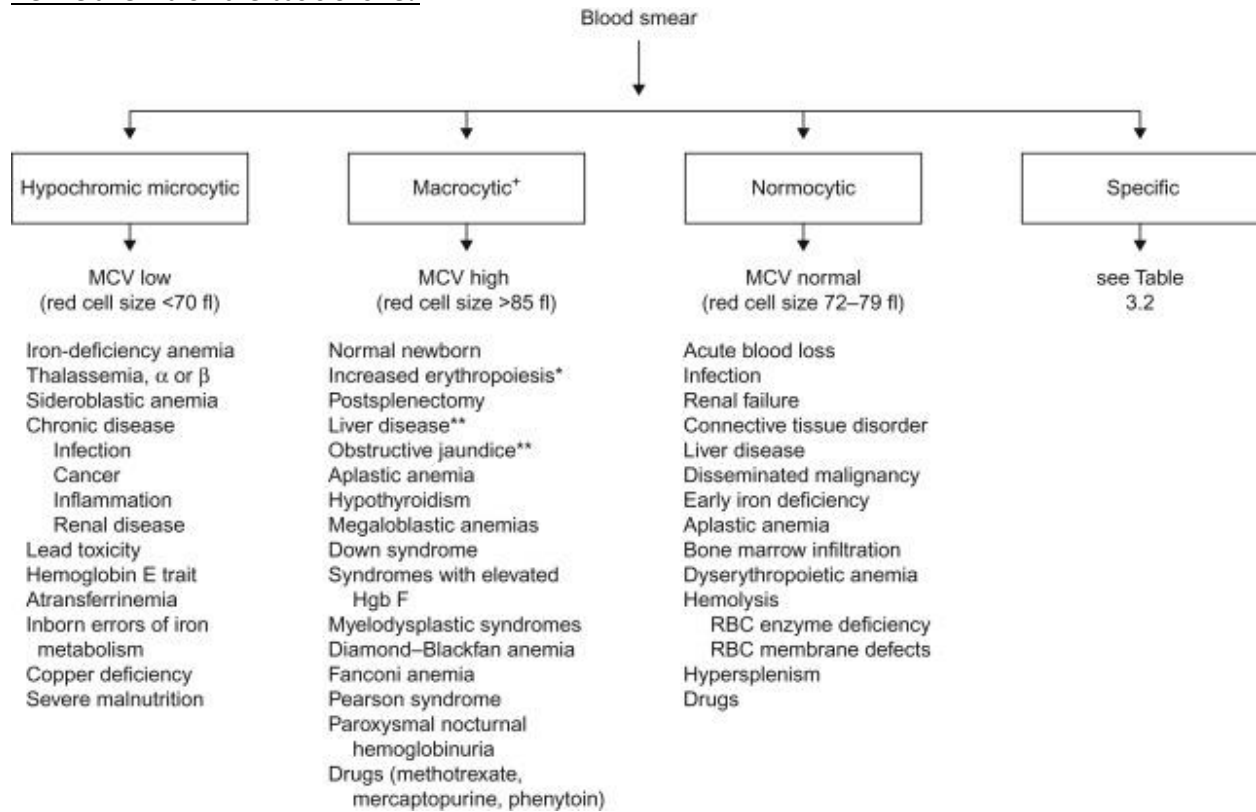 Blood smear
Hypochromic microcytic
Macrocytic+
Normocytic
Specific
MCV low
(red cell size <70 fl)
MCV high
(red cell size >85 fl)
MCV normal
(red cell size 72–79 fl)
see Table
3.2
Iron-deficiency anemia
Thalassemia, α or β
Sideroblastic anemia
Chronic disease
Infection
Cancer
Inflammation
Renal disease
Lead toxicity
Hemoglobin E trait
Atransferrinemia
Inborn errors of iron
metabolism
Copper deficiency
Severe malnutrition
Normal newborn
Increased erythropoiesis*
Postsplenectomy
Liver disease**
Obstructive jaundice**
Aplastic anemia
Hypothyroidism
Megaloblastic anemias
Down syndrome
Syndromes with elevated
Hgb F
Myelodysplastic syndromes
Diamond–Blackfan anemia
Fanconi anemia
Pearson syndrome
Paroxysmal nocturnal
hemoglobinuria
Drugs (methotrexate,
mercaptopurine, phenytoin)
Acute blood loss
Infection
Renal failure
Connective tissue disorder
Liver disease
Disseminated malignancy
Early iron deficiency
Aplastic anemia
Bone marrow infiltration
Dyserythropoietic anemia
Hemolysis
RBC enzyme deficiency
RBC membrane defects
Hypersplenism
Drugs